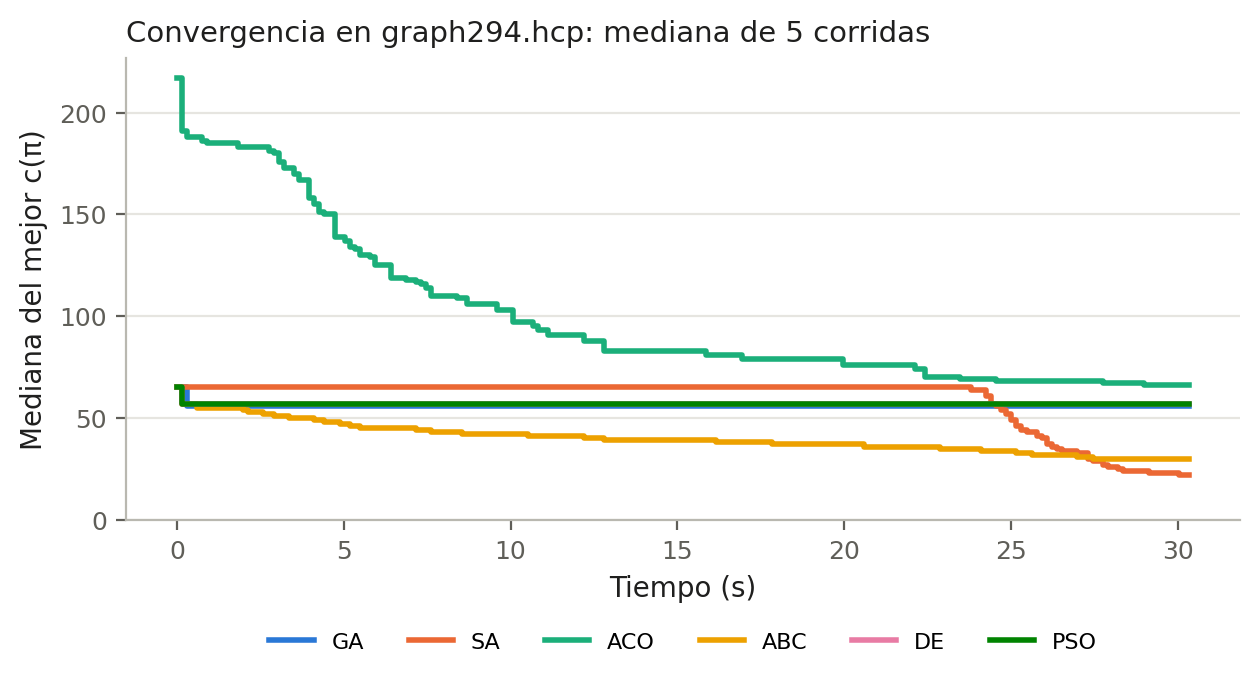 Convergencia en graph294.hcp: mediana de 5 corridas
Mediana del mejor c(π)
200
150
100
50
0
0 5 10 15 20 25 30
Tiempo (s)
GA SA ACO ABC DE PSO